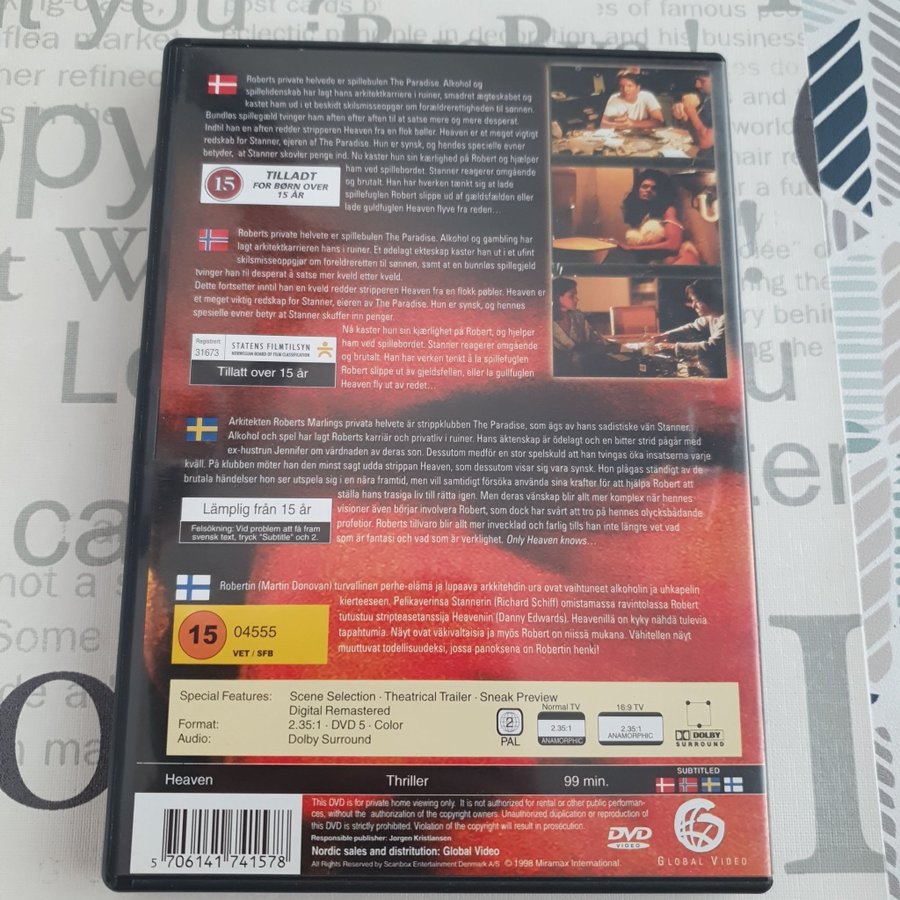 Roberts private helvede er spillebulen The Paradise. Alkohol og
spillelidenskab har lagt hans arkitektkarriere i ruiner, smadret ægteskabet og
kastet ham ud i et beskidt skilsmisseopgør om forældreretttigheden til sønnen.
Bundløs spillegæld tvinger ham aften efter aften til at satse mere og mere desperat.
Indtil han en aften redder stripperen Heaven fra en flok bøller. Heaven er et meget vigtigt
redskab for Stanner, ejeren af The Paradise. Hun er synsk, og hendes specielle evner
betyder, at Stanner skovler penge ind. Nu kaster hun sin kærlighed på Robert og hjælper
ham ved spillebordet. Stanner reagerer omgående
og brutalt. Han har hverken tænkt sig at lade
spillefuglen Robert slippe ud af gældsfælden eller
lade guldfuglen Heaven flyve fra reden...
15
TILLADT
FOR BØRN OVER
15 ÅR
Roberts private helvete er spillebulen The Paradise. Alkohol og gambling har
lagt arkitektkarrieren hans i ruiner. Et ødelagt ekteskap kaster han ut i et ufint
skilsmisseoppgjør om foreldreretten til sønnen, samt at en bunnløs spillegjeld
tvinger han til desperat å satse mer kveld etter kveld.
Dette fortsetter inntil han en kveld redder stripperen Heaven fra en flokk pøbler. Heaven er
et meget viktig redskap for Stanner, eieren av The Paradise. Hun er synsk, og hennes
spesielle evner betyr at Stanner skuffer inn penger.
Nå kaster hun sin kjærlighet på Robert, og hjelper
ham ved spillebordet. Stanner reagerer omgående
og brutalt. Han har verken tenkt å la spillefuglen
Robert slippe ut av gjeldsfellen, eller la gullfuglen
Heaven fly ut av redet...
Registrert
31673
STATENS FILMTILSYN
NORWEGIAN BOARD OF FILM CLASSIFICATION
Tillatt over 15 år
Arkitekten Roberts Marlings privata helvete är strippklubben The Paradise, som ägs av hans sadistiske vän Stanner.
Alkohol och spel har lagt Roberts karriär och privatliv i ruiner. Hans äktenskap är ödelagt och en bitter strid pågår med
ex-hustrun Jennifer om vårdnaden av deras son. Dessutom medför en stor spelskuld att han tvingas öka insatserna varje
kväll. På klubben möter han den minst sagt udda strippan Heaven, som dessutom visar sig vara synsk. Hon plågas ständigt av de
brutala händelser hon ser utspela sig i en nära framtid, men vill samtidigt försöka använda sina krafter för att hjälpa Robert att
ställa hans trasiga liv till rätta igen. Men deras vänskap blir allt mer complex när hennes
visioner även börjar involvera Robert, som dock har svårt att tro på hennes olycksbådande
profetior. Roberts tillvaro blir allt mer invecklad och farlig tills han inte längre vet vad
som är fantasi och vad som är verklighet. Only Heaven knows...
Lämplig från 15 år
Felsökning: Vid problem att få fram
svensk text, tryck "Subtitle" och 2.
Robertin (Martin Donovan) turvallinen perhe-elämä ja lupaava arkkitehdin ura ovat vaihtuneet alkoholin ja uhkapelin
kierteeseen. Pelikaverinsa Stannerin (Richard Schiff) omistamassa ravintolassa Robert
tutustuu stripteasetanssija Heaveniin (Danny Edwards). Heavenillä on kyky nähdä tulevia
tapahtumia. Näyt ovat väkivaltaisia ja myös Robert on niissä mukana. Vähitellen näyt
muuttuvat todellisuudeksi, jossa panoksena on Robertin henki!
15
04555
VET / SFB
Special Features: Scene Selection · Theatrical Trailer · Sneak Preview
Digital Remastered
Format: 2.35:1 · DVD 5 · Color
Audio: Dolby Surround
2
PAL
Normal TV
2.35:1
ANAMORPHIC
16:9 TV
2.35:1
ANAMORPHIC
DOLBY
SURROUND
Heaven Thriller 99 min.
SUBTITLED
5 706141 741578
This DVD is for private home viewing only. It is not authorized for rental or other public performan-
ces, without the authorization of the copyright owners. Unauthorized duplication or reproduction of
this DVD is strictly prohibited. Violation of the copyright will result in prosecution.
Responsible publisher: Jørgen Kristiansen
Nordic sales and distribution: Global Video
All Rights Reserved by Scanbox Entertainment Danmark A/S © 1998 Miramax International.
DVD
VIDEO
GLOBAL VIDEO